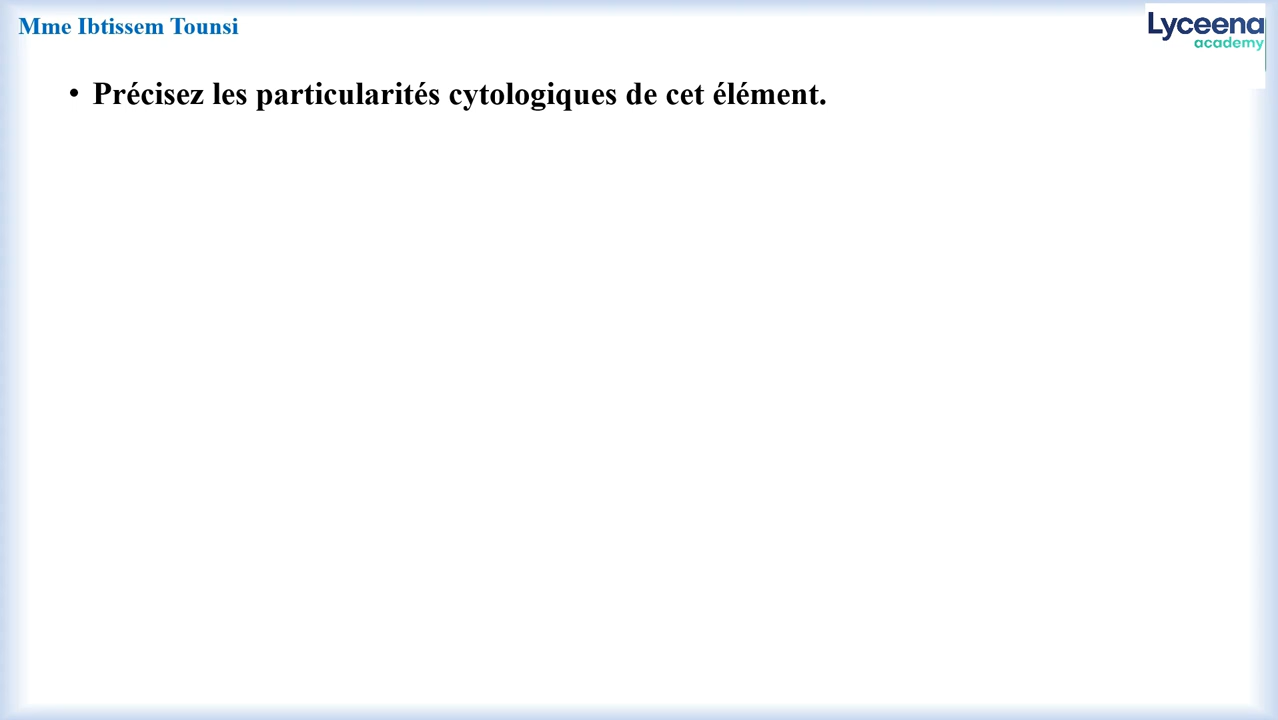 Mme Ibtissem Tounsi
Lyceena
academy
• Précisez les particularités cytologiques de cet élément.